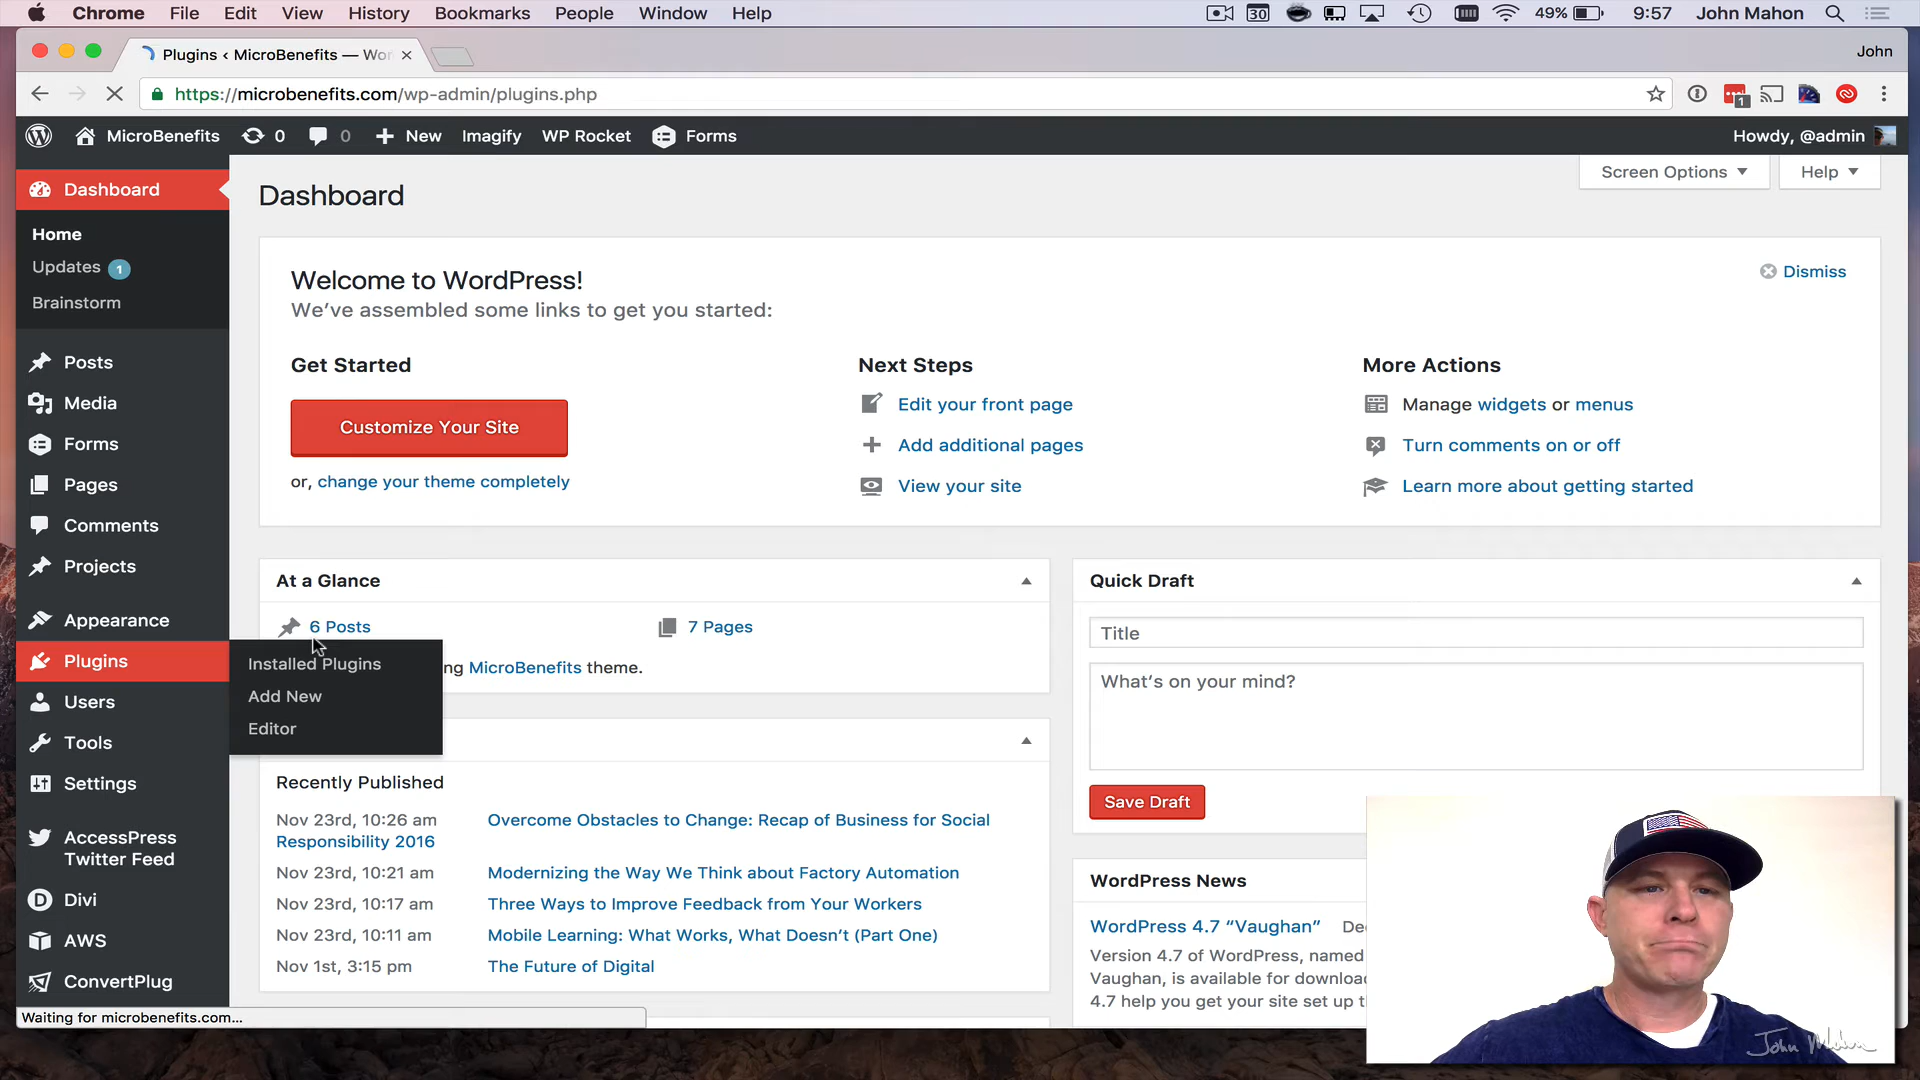 Chrome File Edit View History Bookmarks People Window Help
30 49% 9:57 John Mahon
Plugins ‹ MicroBenefits — Wor
John
https://microbenefits.com/wp-admin/plugins.php
1
MicroBenefits 0 0 New Imagify WP Rocket Forms
Howdy, @admin
Dashboard
Home
Updates 1
Brainstorm
Posts
Media
Forms
Pages
Comments
Projects
Appearance
Plugins
Users
Tools
Settings
AccessPress
Twitter Feed
Divi
AWS
ConvertPlug
Installed Plugins
Add New
Editor
Dashboard
Screen Options
Help
Welcome to WordPress!
We've assembled some links to get you started:
Dismiss
Get Started
Customize Your Site
or, change your theme completely
Next Steps
Edit your front page
Add additional pages
View your site
More Actions
Manage widgets or menus
Turn comments on or off
Learn more about getting started
At a Glance
6 Posts
7 Pages
ng MicroBenefits theme.
Recently Published
Nov 23rd, 10:26 am Overcome Obstacles to Change: Recap of Business for Social
Responsibility 2016
Nov 23rd, 10:21 am Modernizing the Way We Think about Factory Automation
Nov 23rd, 10:17 am Three Ways to Improve Feedback from Your Workers
Nov 23rd, 10:11 am Mobile Learning: What Works, What Doesn't (Part One)
Nov 1st, 3:15 pm The Future of Digital
Quick Draft
Title
What's on your mind?
Save Draft
WordPress News
WordPress 4.7 "Vaughan" Dec
Version 4.7 of WordPress, named
Vaughan, is available for download
4.7 help you get your site set up th
Waiting for microbenefits.com...
John Mahon